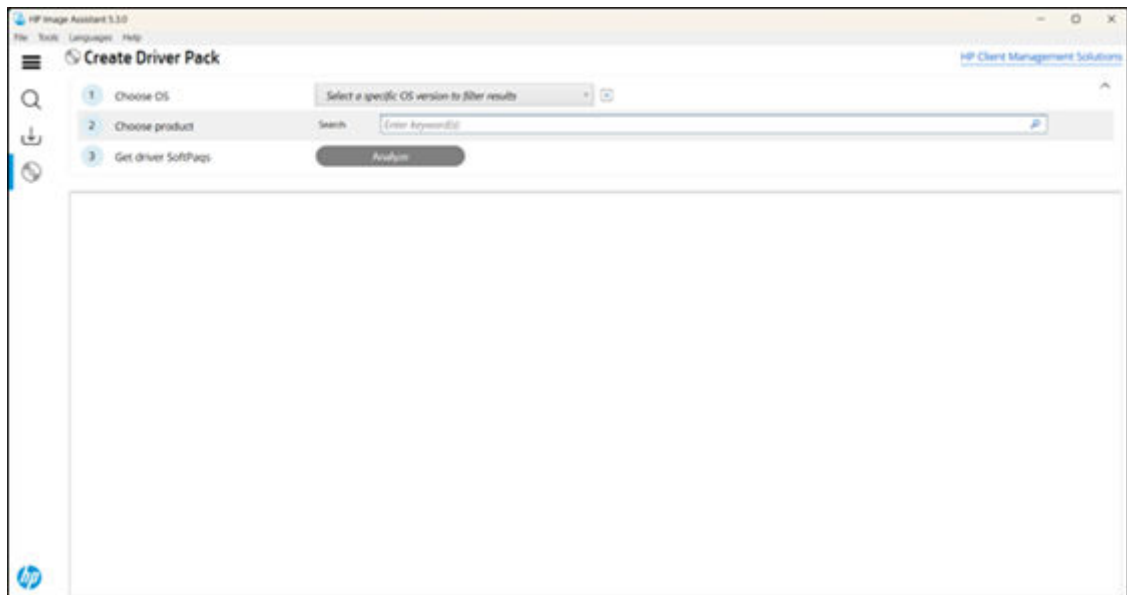 HP Image Assistant 5.3.0
File Tools Languages Help
Create Driver Pack
HP Client Management Solutions
1 Choose OS Select a specific OS version to filter results
2 Choose product Search Enter keyword(s)
3 Get driver SoftPaqs Analyze
hp